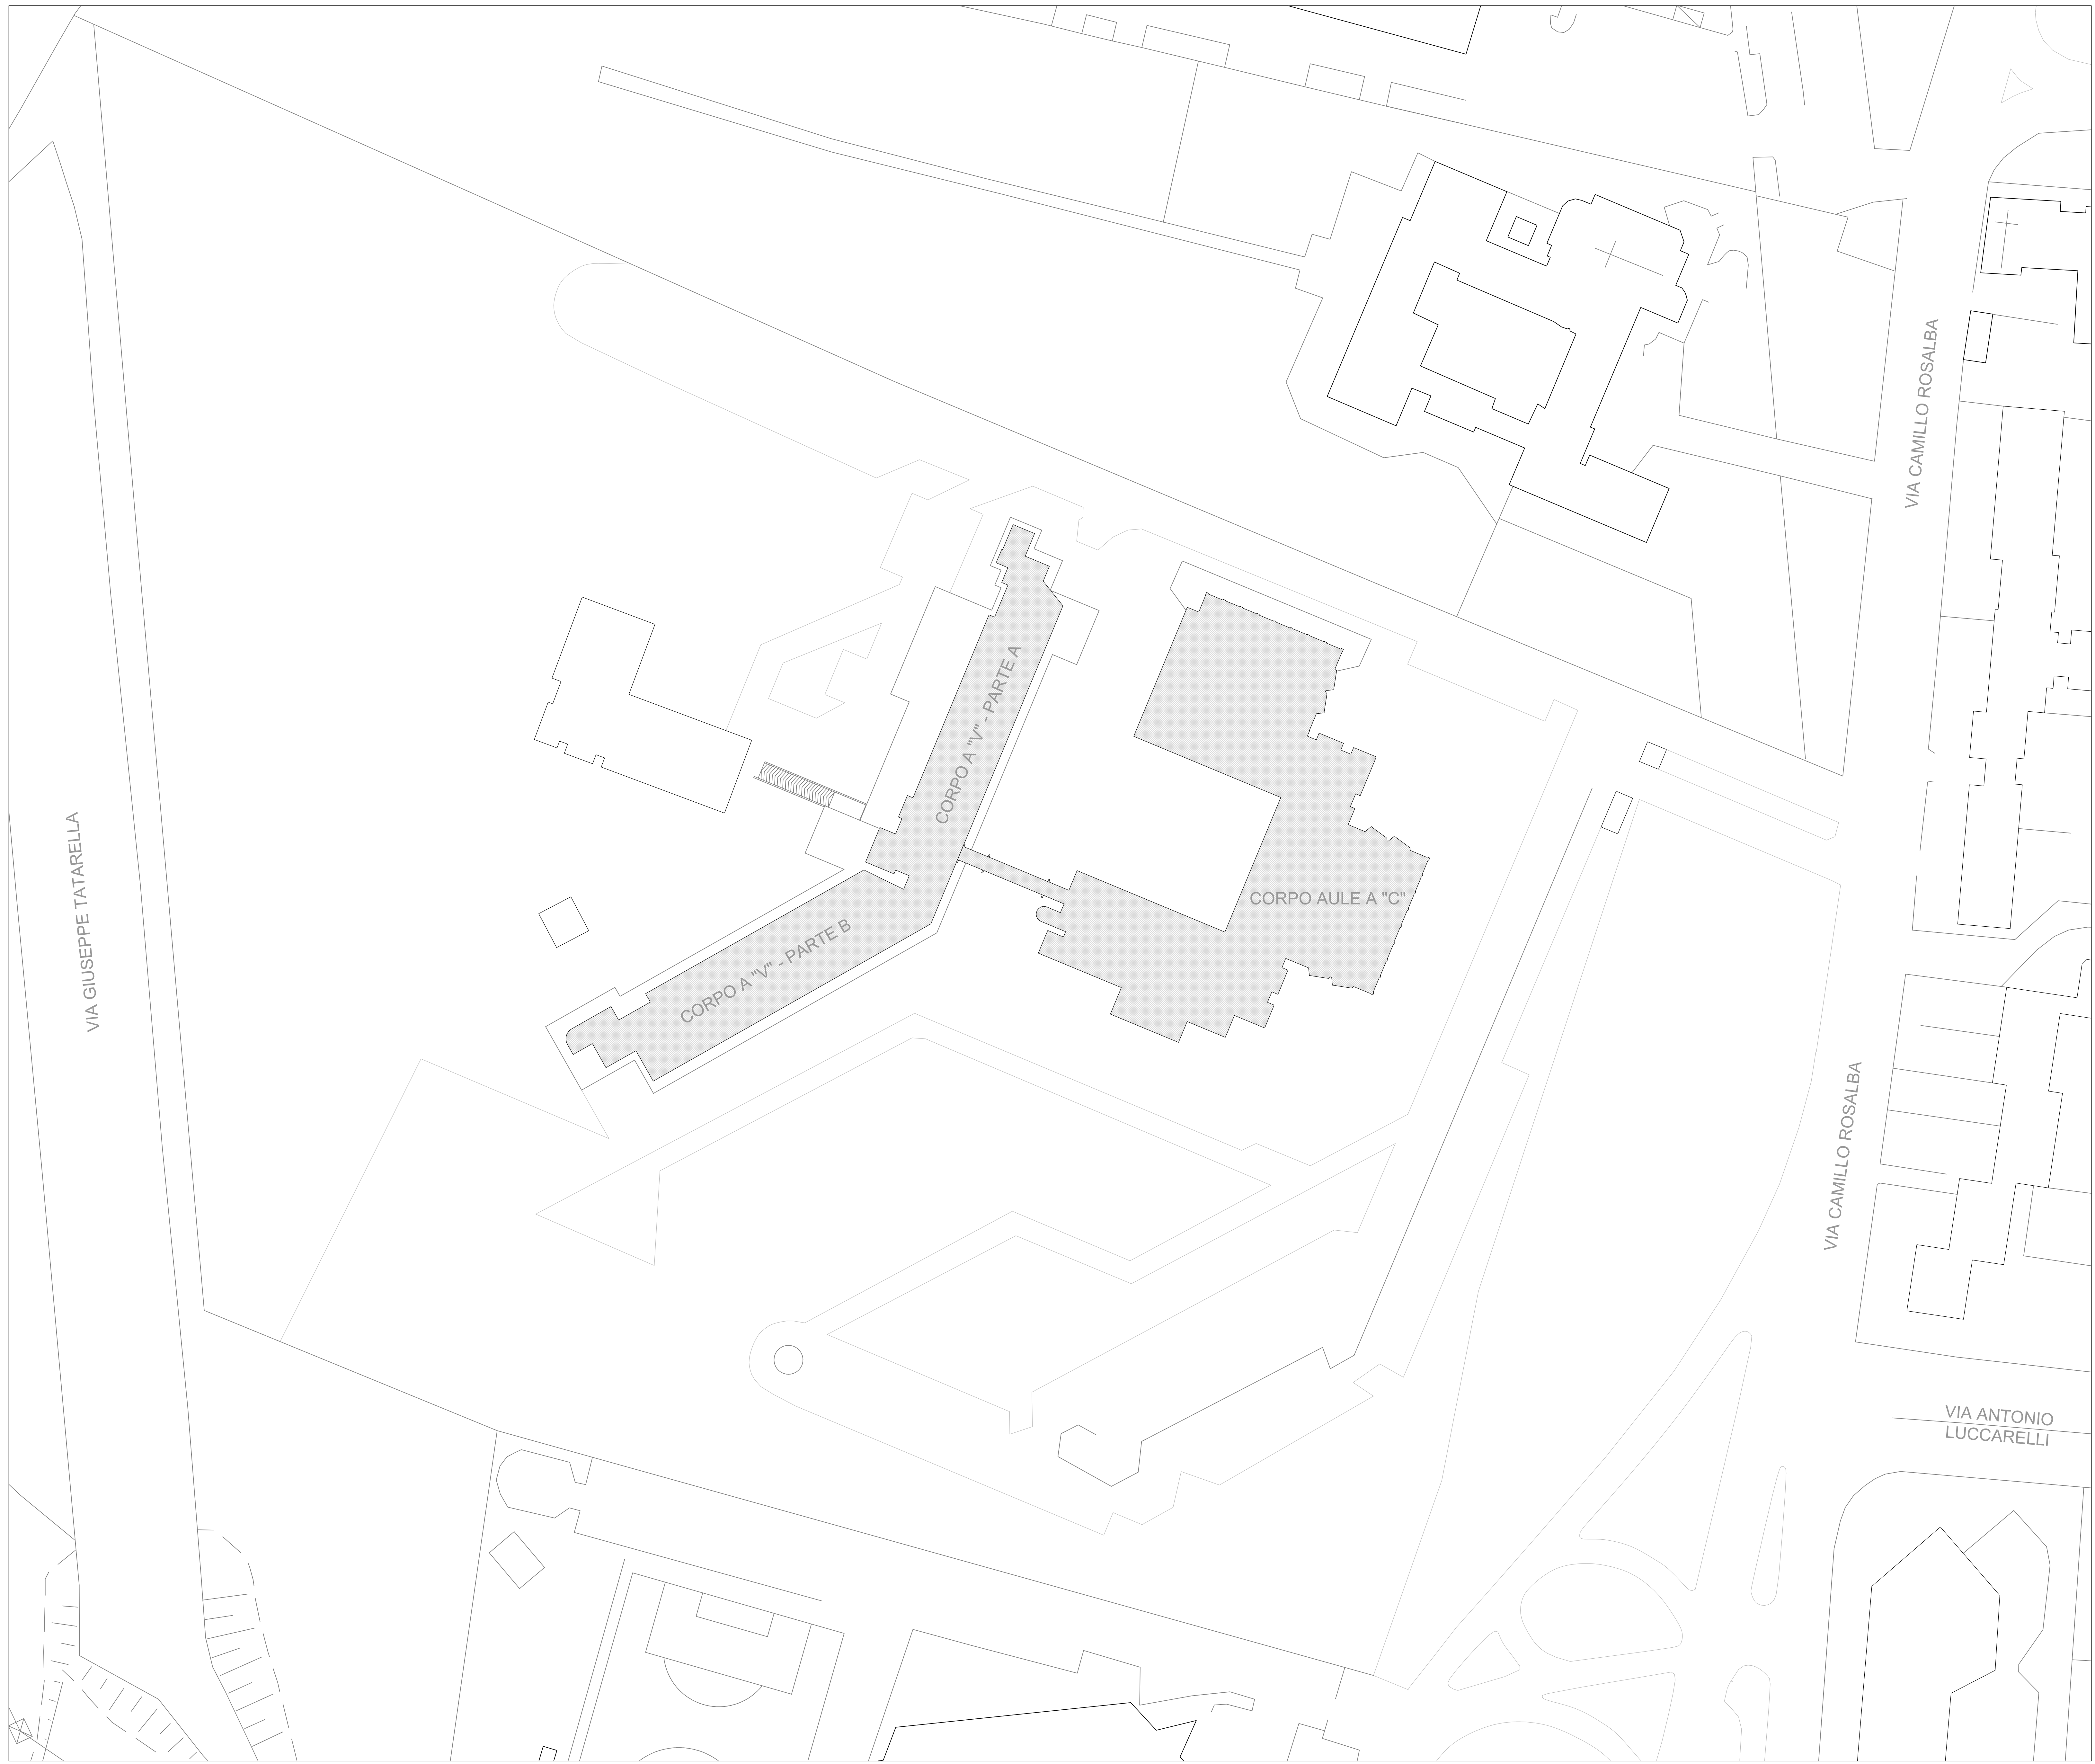 VIA CAMILLO ROSALBA
CORPO A "V" - PARTE A
VIA GIUSEPPE TATARELLA
CORPO AULE A "C"
CORPO A "V" - PARTE B
VIA CAMILLO ROSALBA
VIA ANTONIO
LUCCARELLI